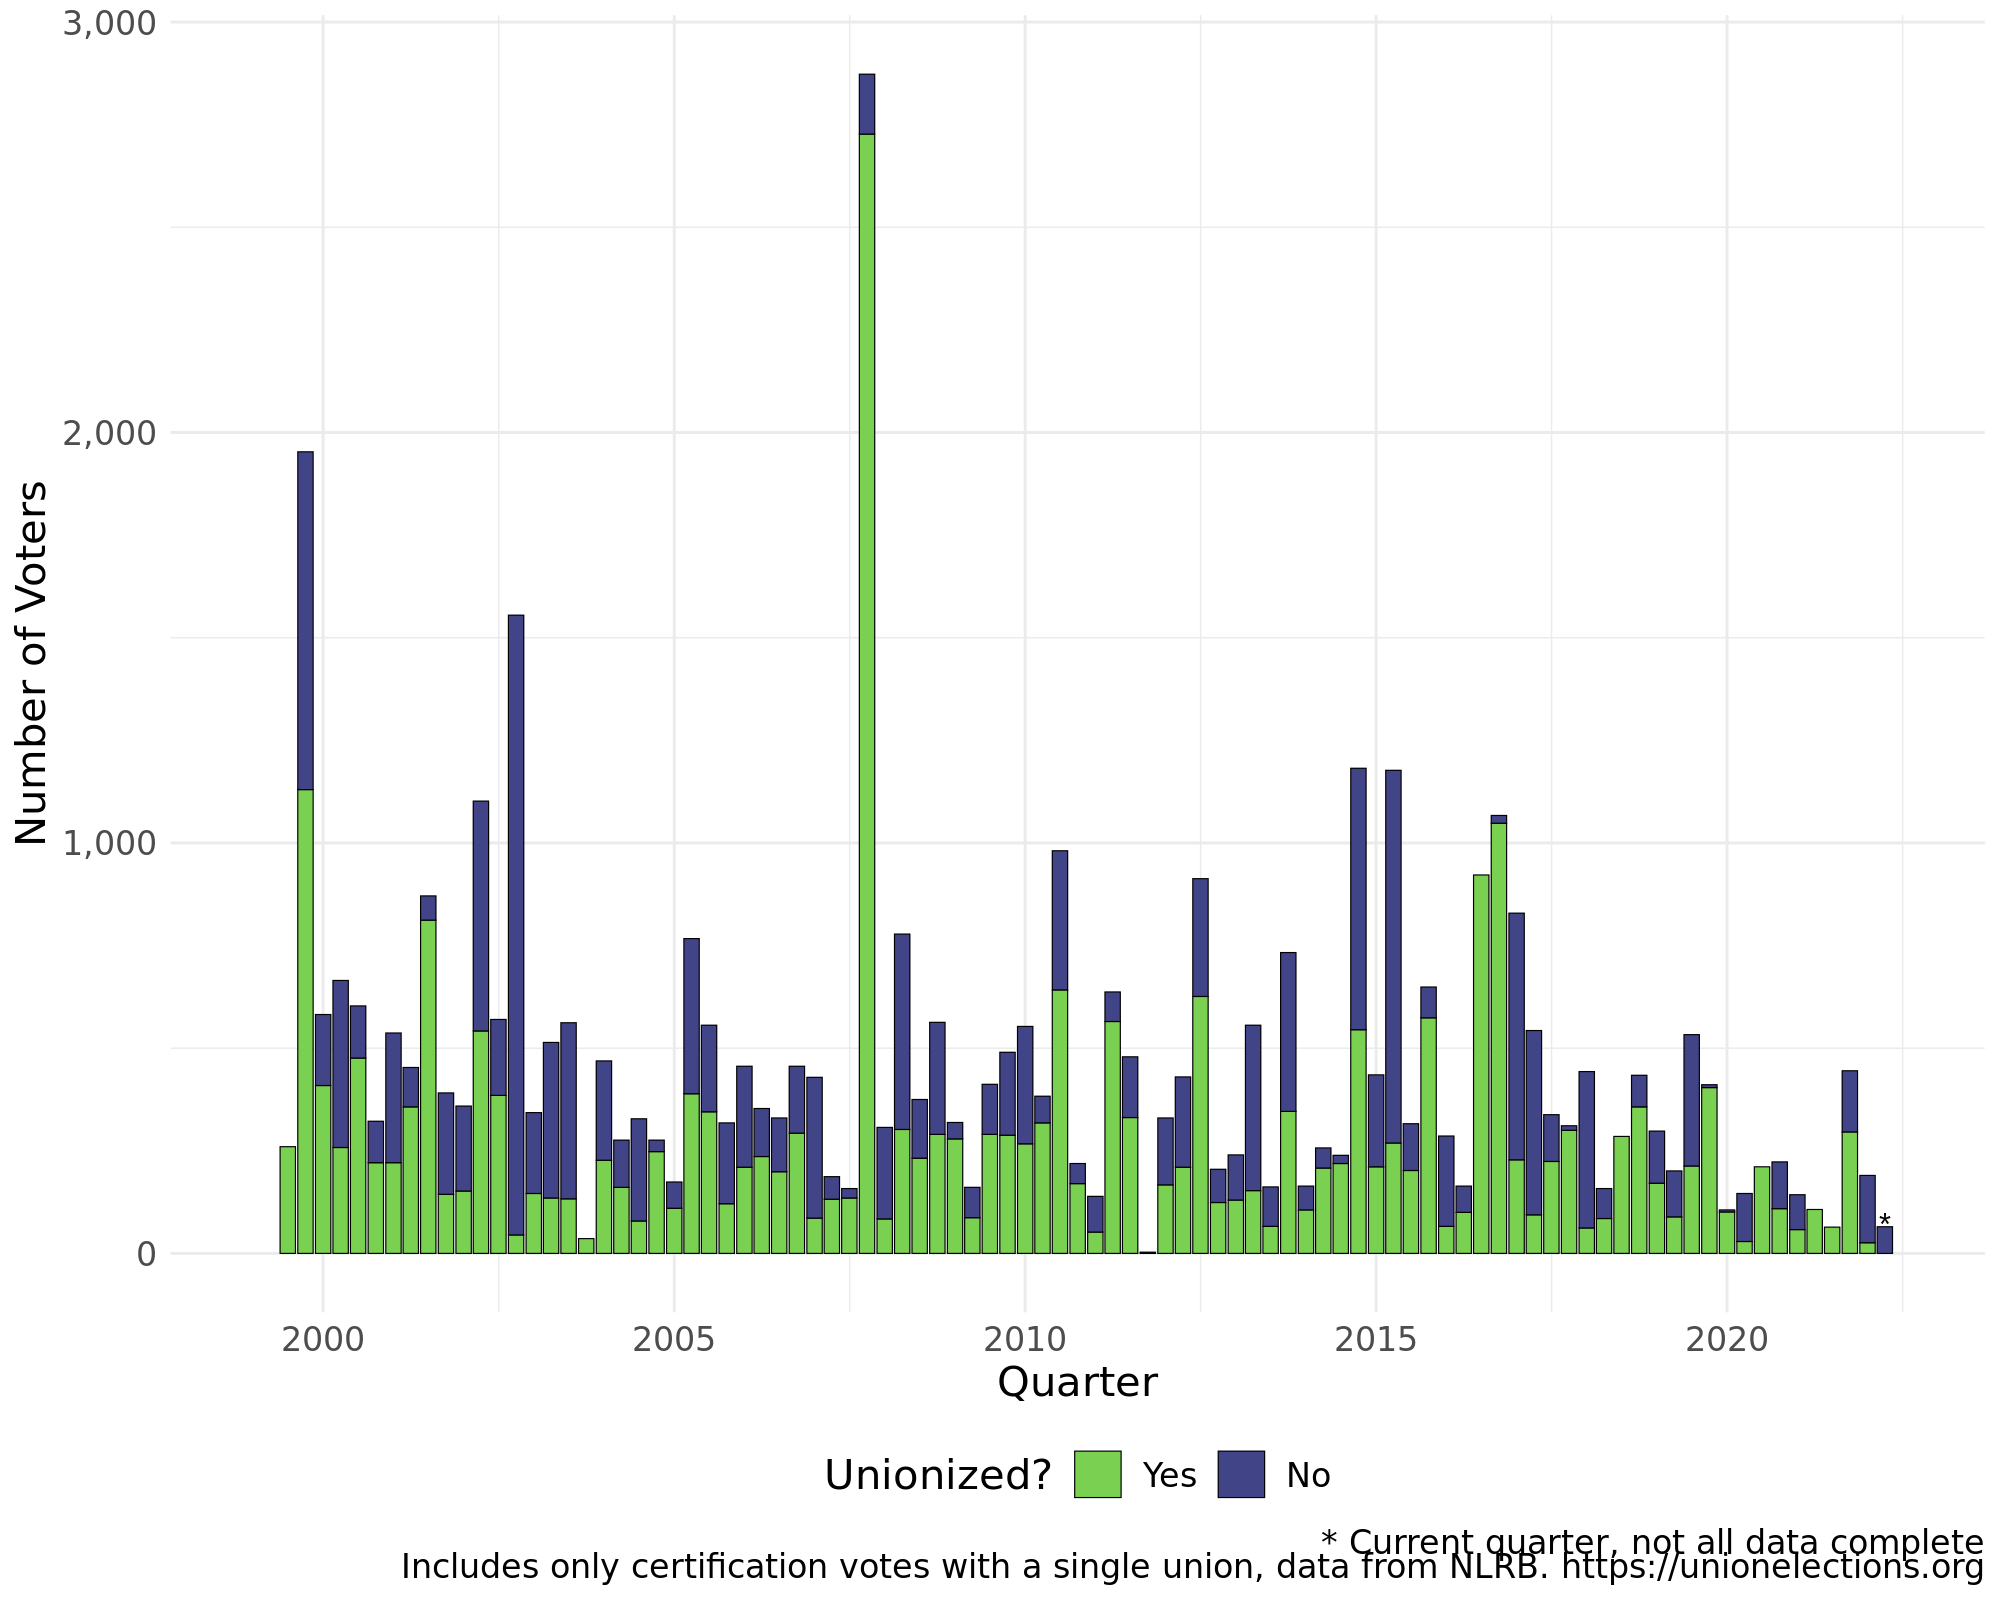 3,000
2,000
1,000
0
Number of Voters
*
2000 2005 2010 2015 2020
Quarter
Unionized? Yes No
* Current quarter, not all data complete
Includes only certification votes with a single union, data from NLRB. https://unionelections.org